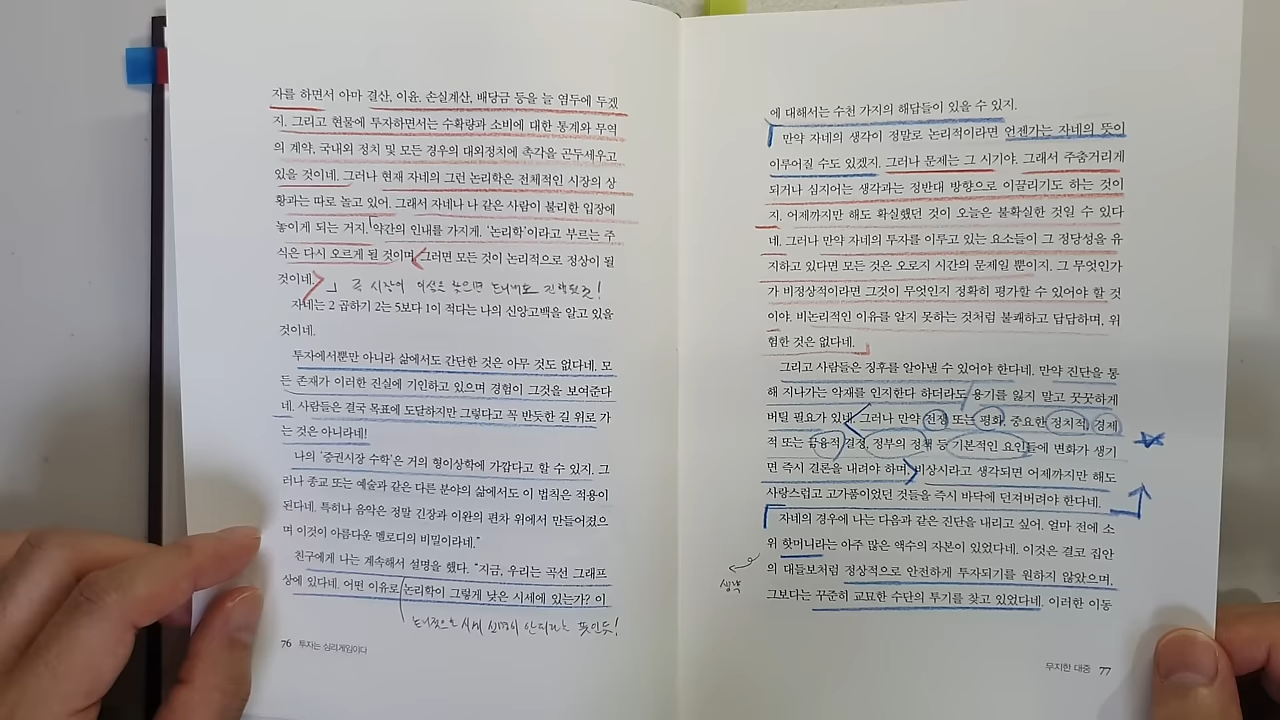 자를 하면서 아마 결산, 이윤, 손실계산, 배당금 등을 늘 염두에 두겠
지. 그리고 현물에 투자하면서는 수확량과 소비에 대한 통계와 무역
의 계약, 국내외 정치 및 모든 경우의 대외정치에 촉각을 곤두세우고
있을 것이네. 그러나 현재 자네의 그런 논리학은 전체적인 시장의 상
황과는 따로 놀고 있어. 그래서 자네나 나 같은 사람이 불리한 입장에
놓이게 되는 거지. 약간의 인내를 가지게. '논리학'이라고 부르는 주
식은 다시 오르게 될 것이며 그러면 모든 것이 논리적으로 정상이 될
것이네.
자네는 2 곱하기 2는 5보다 1이 적다는 나의 신앙고백을 알고 있을
것이네.
투자에서뿐만 아니라 삶에서도 간단한 것은 아무 것도 없다네. 모
든 존재가 이러한 진실에 기인하고 있으며 경험이 그것을 보여준다
네. 사람들은 결국 목표에 도달하지만 그렇다고 꼭 반듯한 길 위로 가
는 것은 아니라네!
나의 '증권시장 수학'은 거의 형이상학에 가깝다고 할 수 있지. 그
러나 종교 또는 예술과 같은 다른 분야의 삶에서도 이 법칙은 적용이
된다네. 특히나 음악은 정말 긴장과 이완의 편차 위에서 만들어졌으
며 이것이 아름다운 멜로디의 비밀이라네."
친구에게 나는 계속해서 설명을 했다. "지금, 우리는 곡선 그래프
상에 있다네. 어떤 이유로 논리학이 그렇게 낮은 시세에 있는가? 이
76 투자는 심리게임이다
에 대해서는 수천 가지의 해답들이 있을 수 있지.
만약 자네의 생각이 정말로 논리적이라면 언젠가는 자네의 뜻이
이루어질 수도 있겠지. 그러나 문제는 그 시기야. 그래서 주춤거리게
되거나 심지어는 생각과는 정반대 방향으로 이끌리기도 하는 것이
지. 어제까지만 해도 확실했던 것이 오늘은 불확실한 것일 수 있다
네. 그러나 만약 자네의 투자를 이루고 있는 요소들이 그 정당성을 유
지하고 있다면 모든 것은 오로지 시간의 문제일 뿐이지. 그 무엇인가
가 비정상적이라면 그것이 무엇인지 정확히 평가할 수 있어야 할 것
이야. 비논리적인 이유를 알지 못하는 것처럼 불쾌하고 답답하며, 위
험한 것은 없다네.
그리고 사람들은 징후를 알아낼 수 있어야 한다네. 만약 진단을 통
해 지나가는 악재를 인지한다 하더라도 용기를 잃지 말고 꿋꿋하게
버틸 필요가 있네. 그러나 만약 전쟁 또는 평화, 중요한 정치적, 경제
적 또는 금융적 결정, 정부의 정책 등 기본적인 요인들에 변화가 생기
면 즉시 결론을 내려야 하며, 비상시라고 생각되면 어제까지만 해도
사랑스럽고 고가품이었던 것들을 즉시 바닥에 던져버려야 한다네.
자네의 경우에 나는 다음과 같은 진단을 내리고 싶어. 얼마 전에 소
위 핫머니라는 아주 많은 액수의 자본이 있었다네. 이것은 결코 집안
의 대들보처럼 정상적으로 안전하게 투자되기를 원하지 않았으며,
그보다는 꾸준히 교묘한 수단의 투기를 찾고 있었다네. 이러한 이동
생략
무지한 대중 77